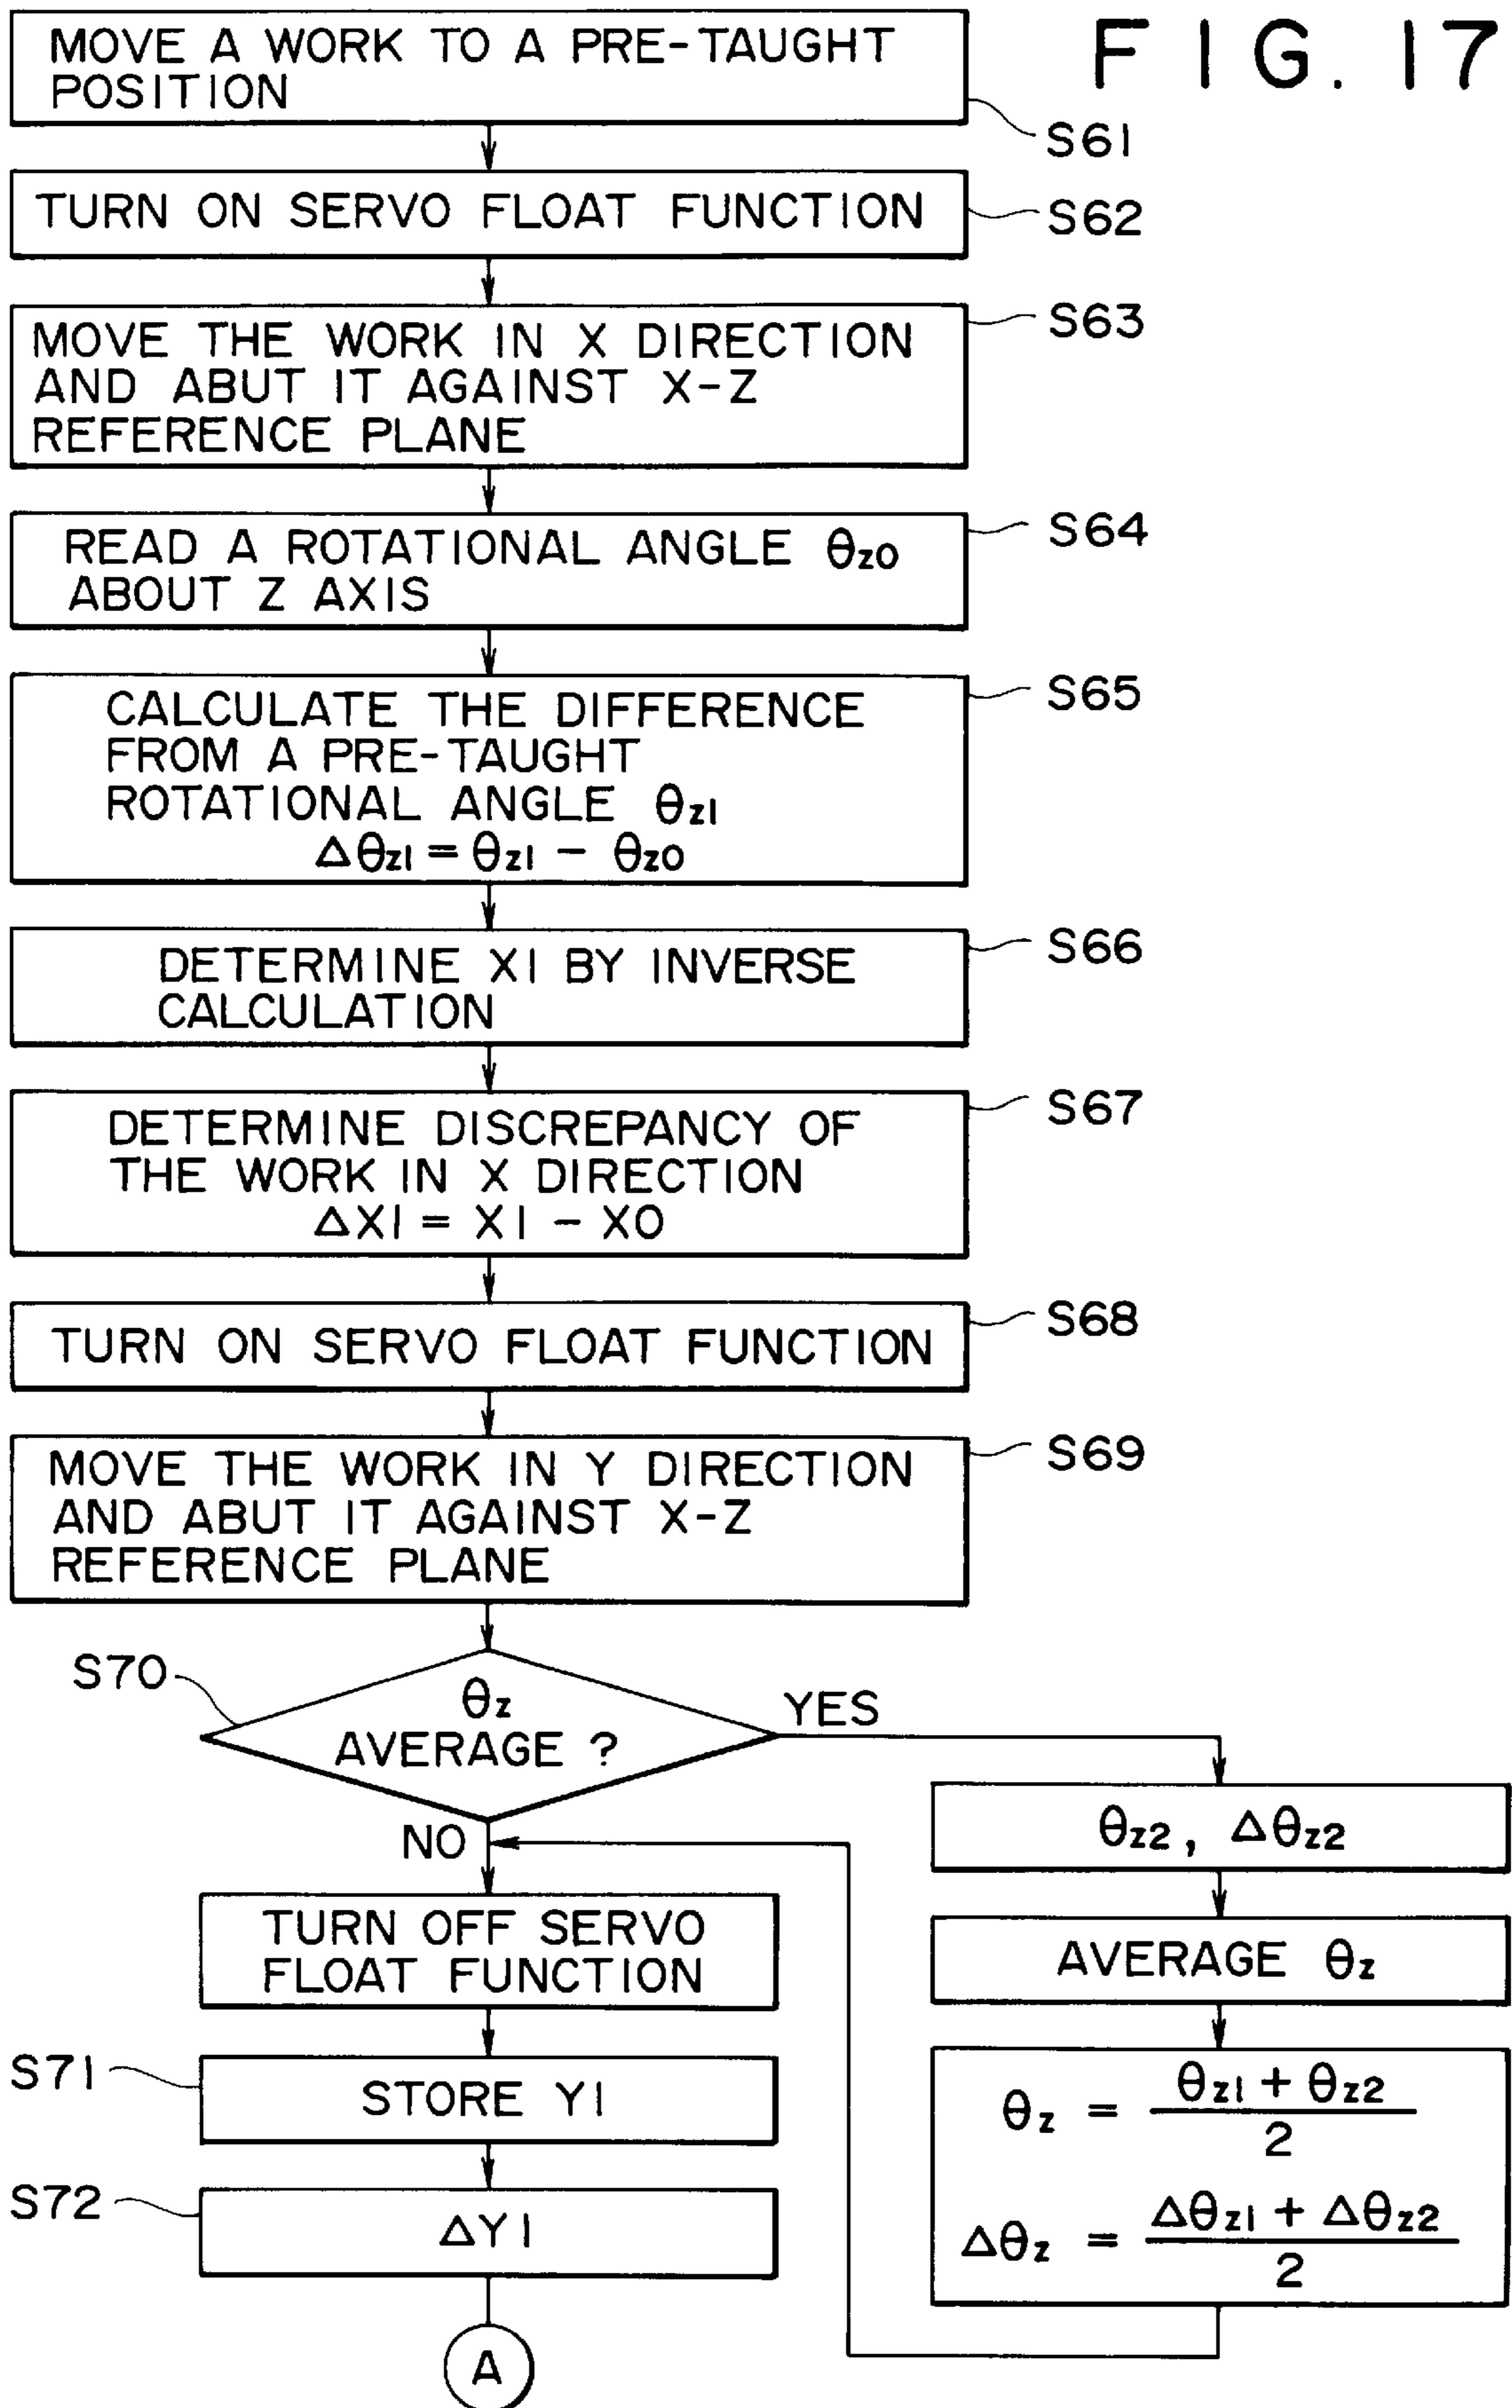 FIG. 17
MOVE A WORK TO A PRE-TAUGHT
POSITION
S61
TURN ON SERVO FLOAT FUNCTION
S62
MOVE THE WORK IN X DIRECTION
AND ABUT IT AGAINST X-Z
REFERENCE PLANE
S63
READ A ROTATIONAL ANGLE θz0
ABOUT Z AXIS
S64
CALCULATE THE DIFFERENCE
FROM A PRE-TAUGHT
ROTATIONAL ANGLE θz1
Δθz1 = θz1 - θz0
S65
DETERMINE X1 BY INVERSE
CALCULATION
S66
DETERMINE DISCREPANCY OF
THE WORK IN X DIRECTION
ΔX1 = X1 - X0
S67
TURN ON SERVO FLOAT FUNCTION
S68
MOVE THE WORK IN Y DIRECTION
AND ABUT IT AGAINST X-Z
REFERENCE PLANE
S69
S70
θz
AVERAGE ?
YES
NO
θz2, Δθz2
AVERAGE θz
θz = θz1 + θz2 / 2
Δθz = Δθz1 + Δθz2 / 2
TURN OFF SERVO
FLOAT FUNCTION
S71
STORE Y1
S72
ΔY1
A